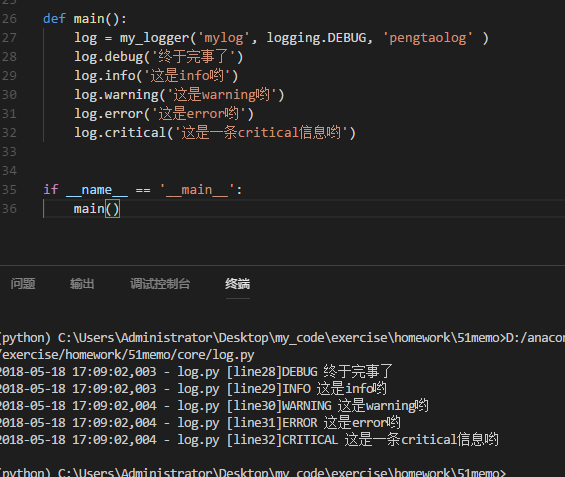 26 def main():
27 log = my_logger('mylog', logging.DEBUG, 'pengtaolog' )
28 log.debug('终于完事了')
29 log.info('这是info哟')
30 log.warning('这是warning哟')
31 log.error('这是error哟')
32 log.critical('这是一条critical信息哟')
33
34
35 if __name__ == '__main__':
36 main()
问题 输出 调试控制台 终端
(python) C:\Users\Administrator\Desktop\my_code\exercise\homework\51memo>D:/anacon
/exercise/homework/51memo/core/log.py
2018-05-18 17:09:02,003 - log.py [line28]DEBUG 终于完事了
2018-05-18 17:09:02,003 - log.py [line29]INFO 这是info哟
2018-05-18 17:09:02,004 - log.py [line30]WARNING 这是warning哟
2018-05-18 17:09:02,004 - log.py [line31]ERROR 这是error哟
2018-05-18 17:09:02,004 - log.py [line32]CRITICAL 这是一条critical信息哟
(python) C:\Users\Administrator\Desktop\my_code\exercise\homework\51memo>